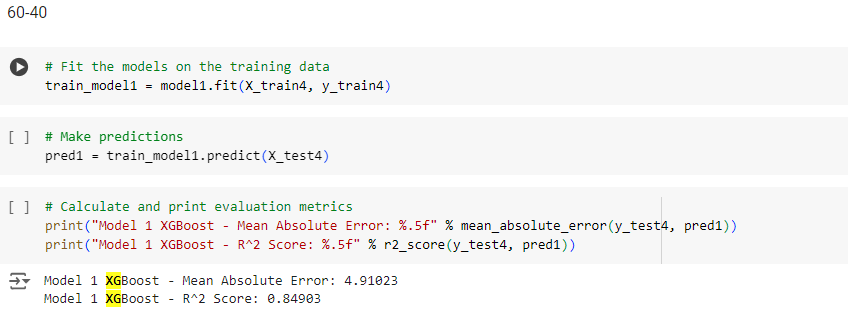 60-40
# Fit the models on the training data
train_model1 = model1.fit(X_train4, y_train4)
[ ] # Make predictions
pred1 = train_model1.predict(X_test4)
[ ] # Calculate and print evaluation metrics
print("Model 1 XGBoost - Mean Absolute Error: %.5f" % mean_absolute_error(y_test4, pred1))
print("Model 1 XGBoost - R^2 Score: %.5f" % r2_score(y_test4, pred1))
Model 1 XGBoost - Mean Absolute Error: 4.91023
Model 1 XGBoost - R^2 Score: 0.84903